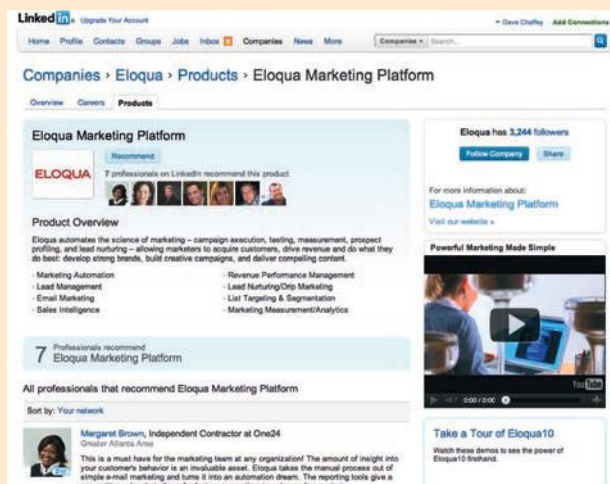 Linked in. Upgrade Your Account
Dave Chaffey Add Connections
Home Profile Contacts Groups Jobs Inbox Companies News More Companies Search...
Companies › Eloqua › Products › Eloqua Marketing Platform
Overview Careers Products
Eloqua Marketing Platform
ELOQUA
Recommend
7 professionals on LinkedIn recommend this product
Product Overview
Eloqua automates the science of marketing – campaign execution, testing, measurement, prospect
profiling, and lead nurturing – allowing marketers to acquire customers, drive revenue and do what they
do best: develop strong brands, build creative campaigns, and deliver compelling content.
- Marketing Automation
- Lead Management
- Email Marketing
- Sales Intelligence
- Revenue Performance Management
- Lead Nurturing/Drip Marketing
- List Targeting & Segmentation
- Marketing Measurement/Analytics
7 Professionals recommend
Eloqua Marketing Platform
All professionals that recommend Eloqua Marketing Platform
Sort by: Your network
Margaret Brown, Independent Contractor at One24
Greater Atlanta Area
This is a must have for the marketing team at any organization! The amount of insight into
your customer's behavior is an invaluable asset. Eloqua takes the manual process out of
simple e-mail marketing and turns it into an automation dream. The reporting tools give a
Eloqua has 3,244 followers
Follow Company Share
For more information about:
Eloqua Marketing Platform
Visit our website »
Powerful Marketing Made Simple
YouTube
0:00 / 0:00
Take a Tour of Eloqua10
Watch these demos to see the power of
Eloqua10 firsthand.